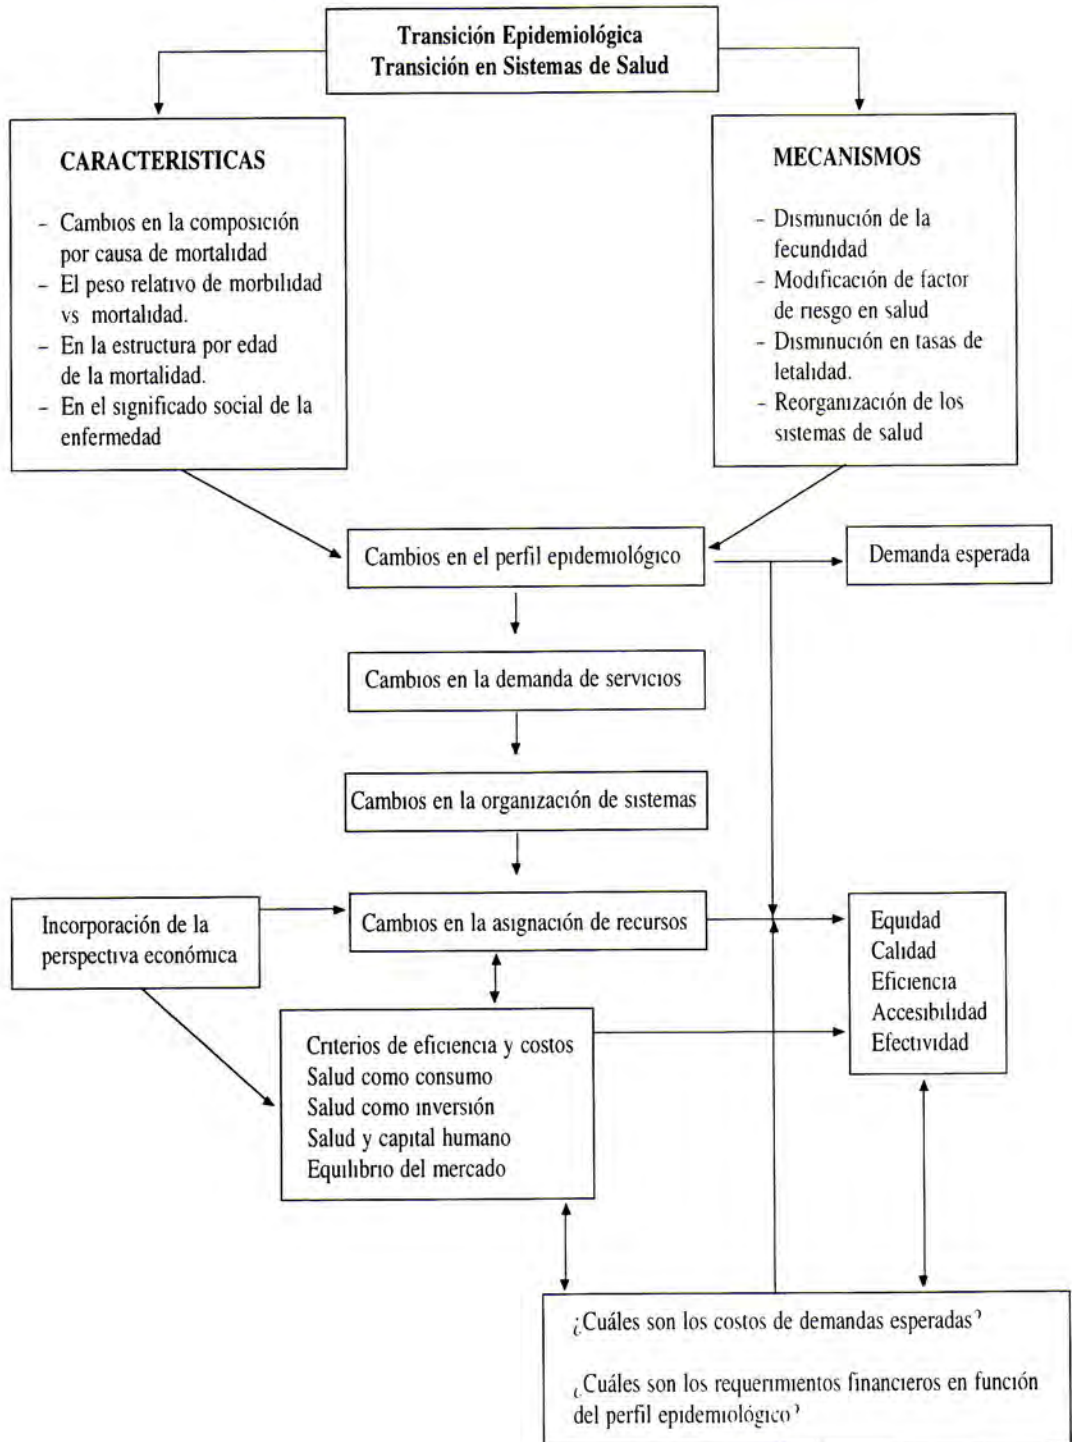 Transición Epidemiológica
Transición en Sistemas de Salud
CARACTERISTICAS
- Cambios en la composición
por causa de mortalidad
- El peso relativo de morbilidad
vs mortalidad.
- En la estructura por edad
de la mortalidad.
- En el significado social de la
enfermedad
MECANISMOS
- Disminución de la
fecundidad
- Modificación de factor
de riesgo en salud
- Disminución en tasas de
letalidad.
- Reorganización de los
sistemas de salud
Cambios en el perfil epidemiológico
Demanda esperada
Cambios en la demanda de servicios
Cambios en la organización de sistemas
Incorporación de la
perspectiva económica
Cambios en la asignación de recursos
Equidad
Calidad
Eficiencia
Accesibilidad
Efectividad
Criterios de eficiencia y costos
Salud como consumo
Salud como inversión
Salud y capital humano
Equilibrio del mercado
¿Cuáles son los costos de demandas esperadas?
¿Cuáles son los requerimientos financieros en función
del perfil epidemiológico?